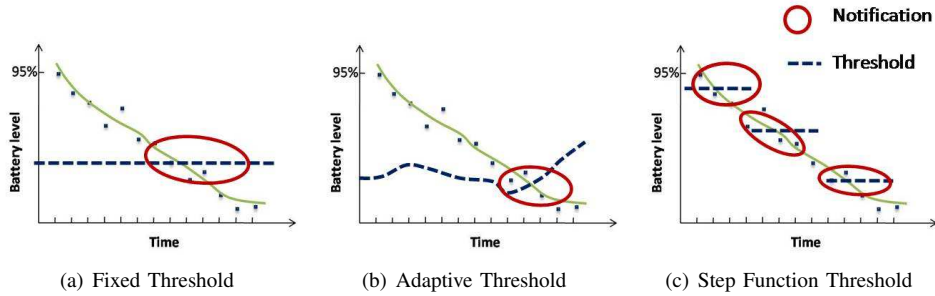 Notification
Threshold
95%
Battery level
Time
95%
Battery level
Time
95%
Battery level
Time
(a) Fixed Threshold
(b) Adaptive Threshold
(c) Step Function Threshold